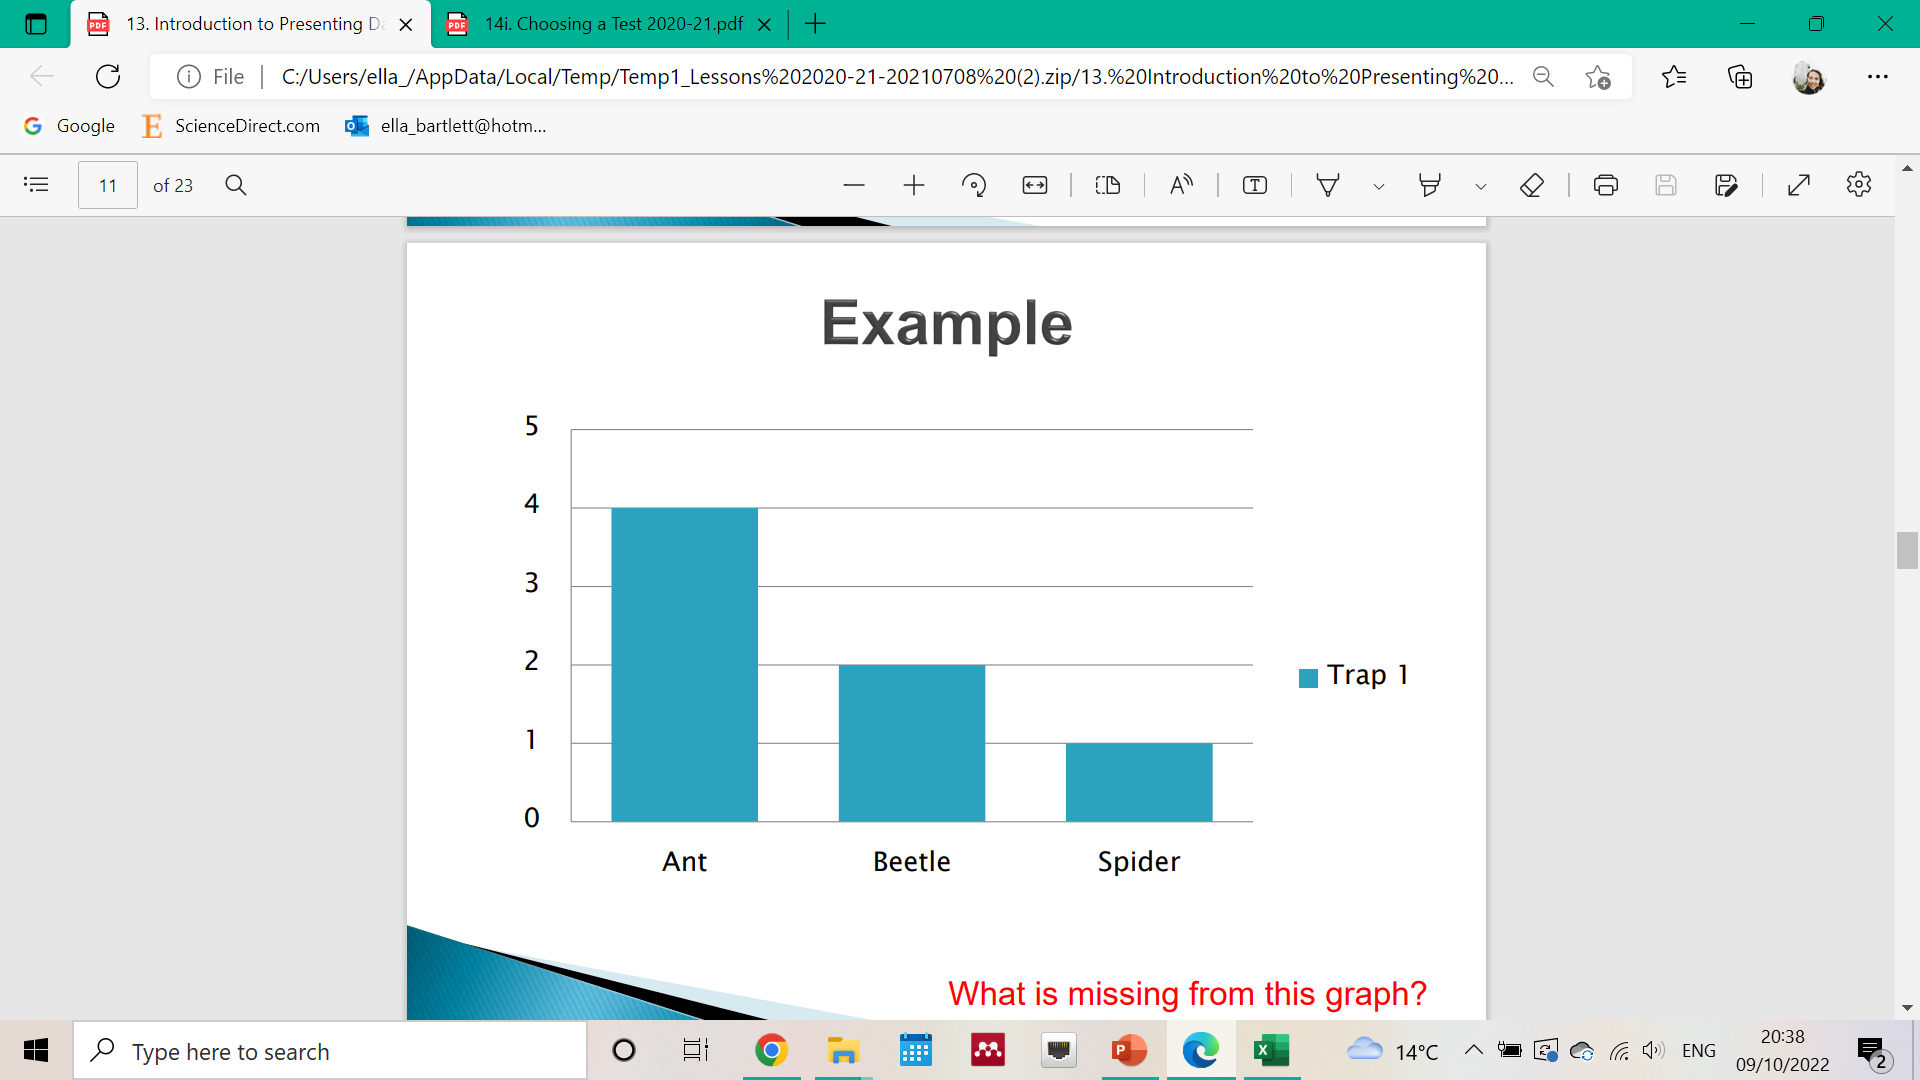 13. Introduction to Presenting Da
14i. Choosing a Test 2020-21.pdf
File
C:/Users/ella_/AppData/Local/Temp/Temp1_Lessons%202020-21-20210708%20(2).zip/13.%20Introduction%20to%20Presenting%20...
Google
ScienceDirect.com
ella_bartlett@hotm...
11 of 23
Example
5
4
3
2
1
0
Ant Beetle Spider
Trap 1
What is missing from this graph?
Type here to search
14°C
ENG
20:38
09/10/2022
2